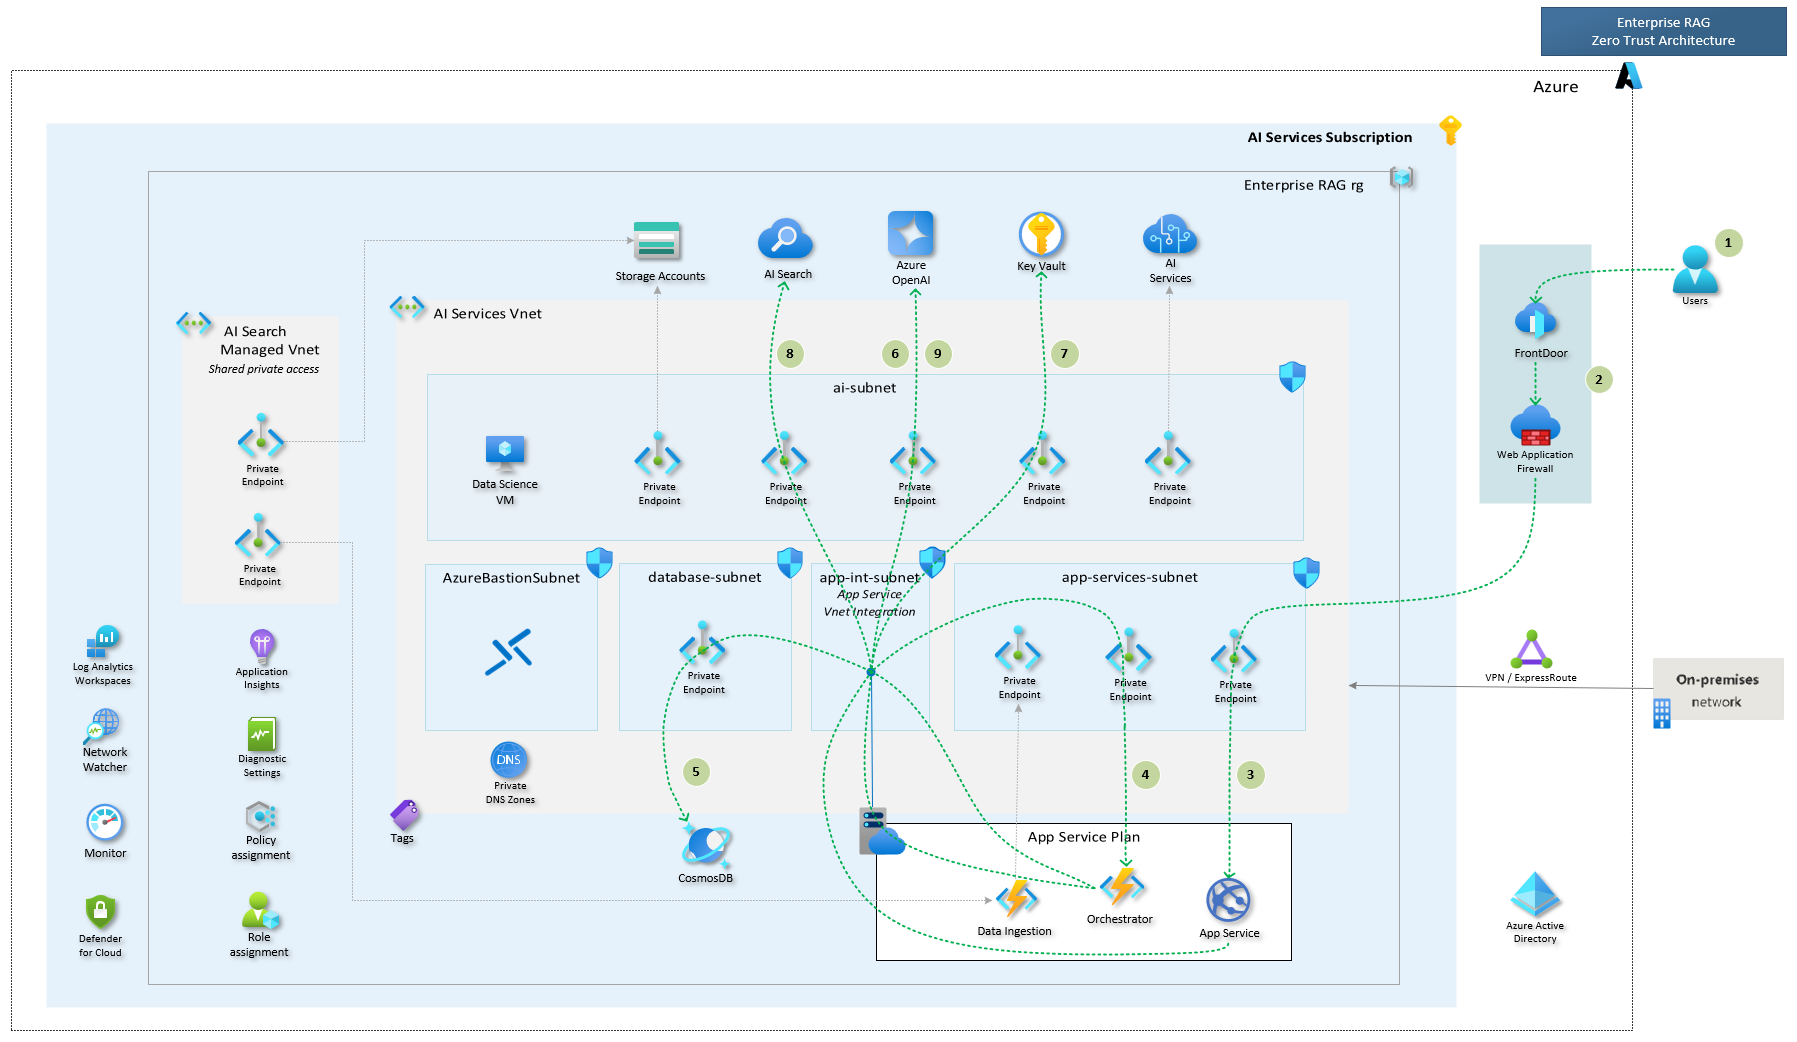 Enterprise RAG
Zero Trust Architecture
Azure
AI Services Subscription
Enterprise RAG rg
Storage Accounts
AI Search
Azure
OpenAI
Key Vault
AI
Services
1
Users
AI Services Vnet
AI Search
Managed Vnet
Shared private access
8
6
9
7
FrontDoor
2
ai-subnet
Web Application
Firewall
Private
Endpoint
Data Science
VM
Private
Endpoint
Private
Endpoint
Private
Endpoint
Private
Endpoint
Private
Endpoint
Private
Endpoint
AzureBastionSubnet
database-subnet
app-int-subnet
App Service
Vnet Integration
app-services-subnet
Private
Endpoint
Private
Endpoint
Private
Endpoint
Private
Endpoint
Log Analytics
Workspaces
Application
Insights
VPN / ExpressRoute
On-premises
network
Network
Watcher
Diagnostic
Settings
DNS
Private
DNS Zones
5
4
3
Tags
Monitor
Policy
assignment
CosmosDB
App Service Plan
Data Ingestion
Orchestrator
App Service
Defender
for Cloud
Role
assignment
Azure Active
Directory